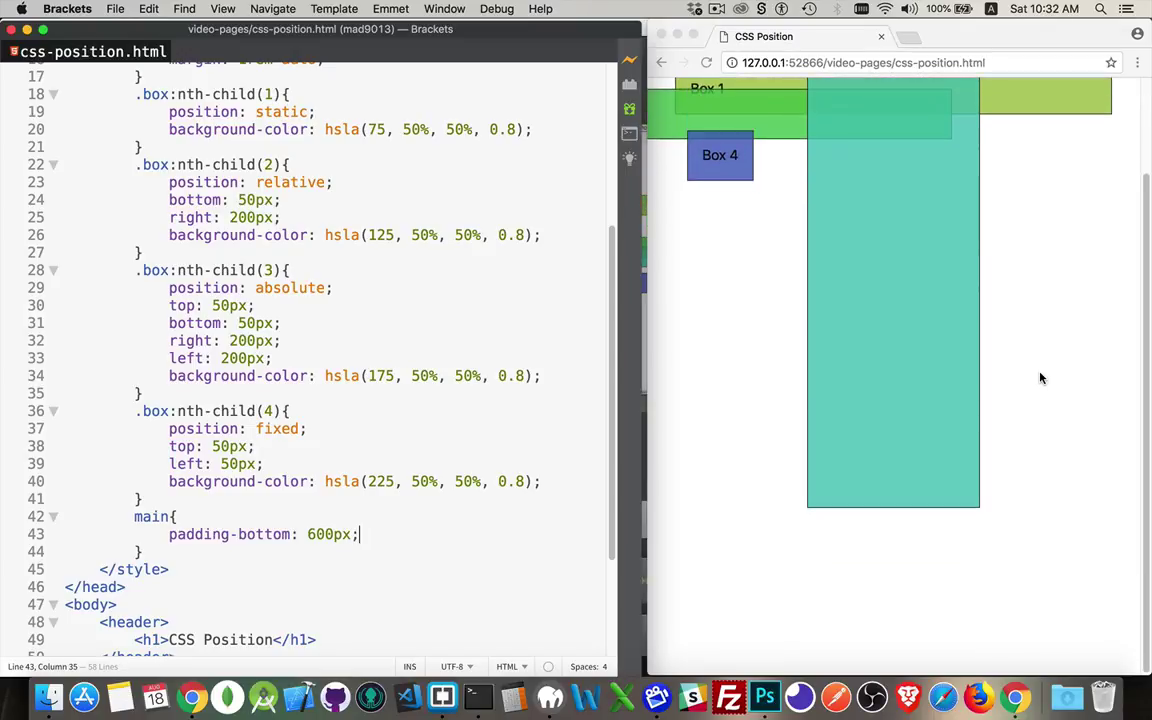 Brackets File Edit Find View Navigate Template Emmet Window Debug Help 100% A Sat 10:32 AM
video-pages/css-position.html (mad9013) — Brackets
css-position.html
17 }
18 .box:nth-child(1){
19 position: static;
20 background-color: hsla(75, 50%, 50%, 0.8);
21 }
22 .box:nth-child(2){
23 position: relative;
24 bottom: 50px;
25 right: 200px;
26 background-color: hsla(125, 50%, 50%, 0.8);
27 }
28 .box:nth-child(3){
29 position: absolute;
30 top: 50px;
31 bottom: 50px;
32 right: 200px;
33 left: 200px;
34 background-color: hsla(175, 50%, 50%, 0.8);
35 }
36 .box:nth-child(4){
37 position: fixed;
38 top: 50px;
39 left: 50px;
40 background-color: hsla(225, 50%, 50%, 0.8);
41 }
42 main{
43 padding-bottom: 600px;
44 }
45 </style>
46 </head>
47 <body>
48 <header>
49 <h1>CSS Position</h1>
Line 43, Column 35 — 58 Lines INS UTF-8 HTML Spaces: 4
CSS Position
127.0.0.1:52866/video-pages/css-position.html
Box 1
Box 4
AUG
18